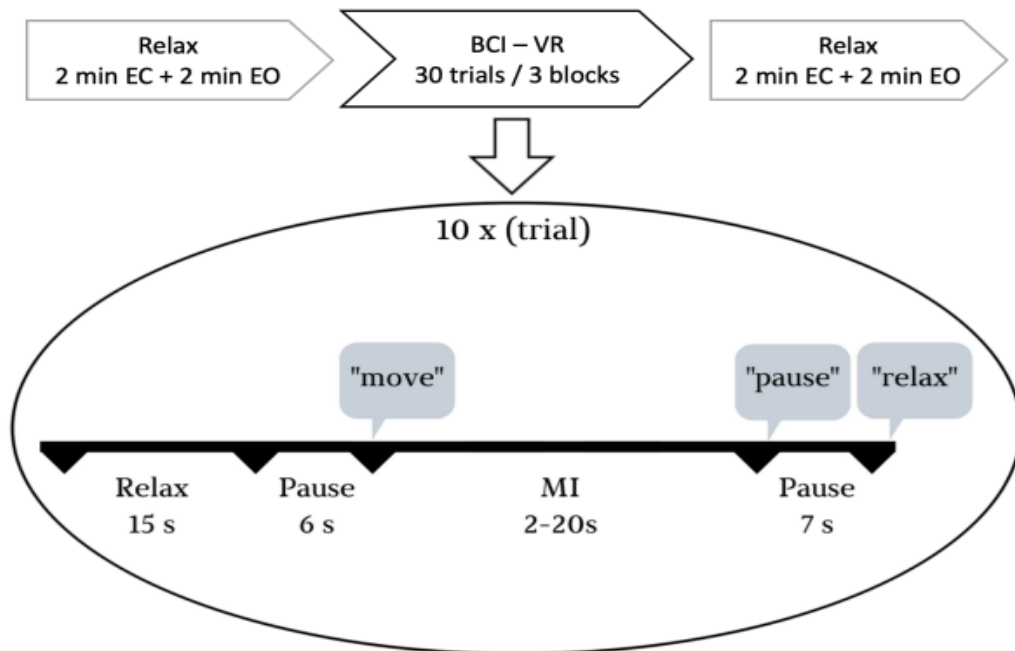 Relax
2 min EC + 2 min EO
BCI – VR
30 trials / 3 blocks
Relax
2 min EC + 2 min EO
10 x (trial)
"move"
"pause"
"relax"
Relax
15 s
Pause
6 s
MI
2-20s
Pause
7 s